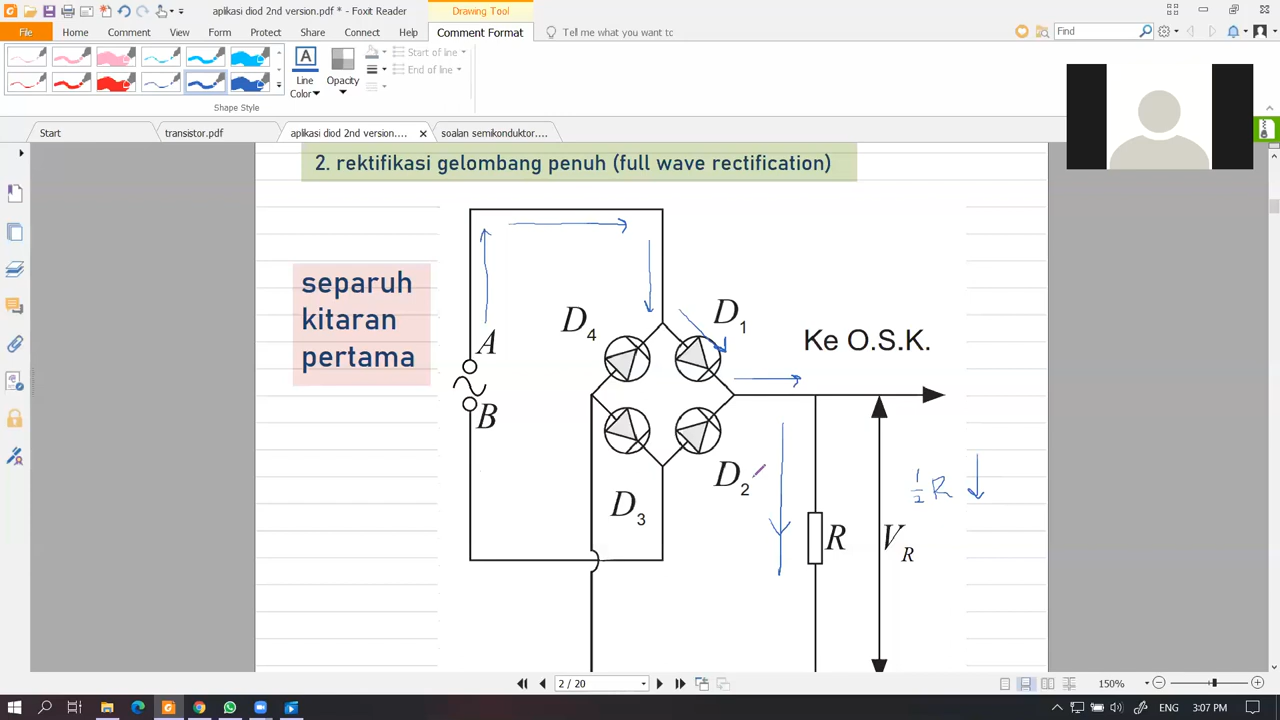 aplikasi diod 2nd version.pdf * - Foxit Reader
Drawing Tool
File
Home
Comment
View
Form
Protect
Share
Connect
Help
Comment Format
Tell me what you want tc
Find
Line
Color
Opacity
Start of line
End of line
Shape Style
Start
transistor.pdf
aplikasi diod 2nd version....
soalan semikonduktor....
2. rektifikasi gelombang penuh (full wave rectification)
separuh
kitaran
pertama
A
B
D4
D1
D3
D2
Ke O.S.K.
R
VR
½R
2 / 20
150%
ENG
3:07 PM